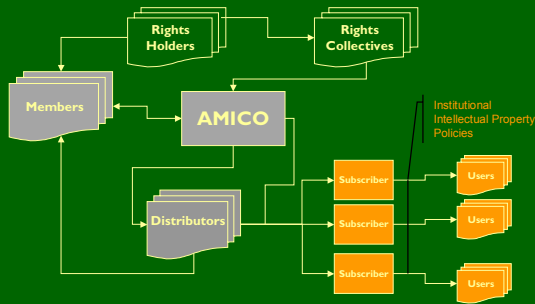 Rights
Holders
Rights
Collectives
Members
AMICO
Institutional
Intellectual Property
Policies
Subscriber
Users
Distributors
Subscriber
Users
Subscriber
Users